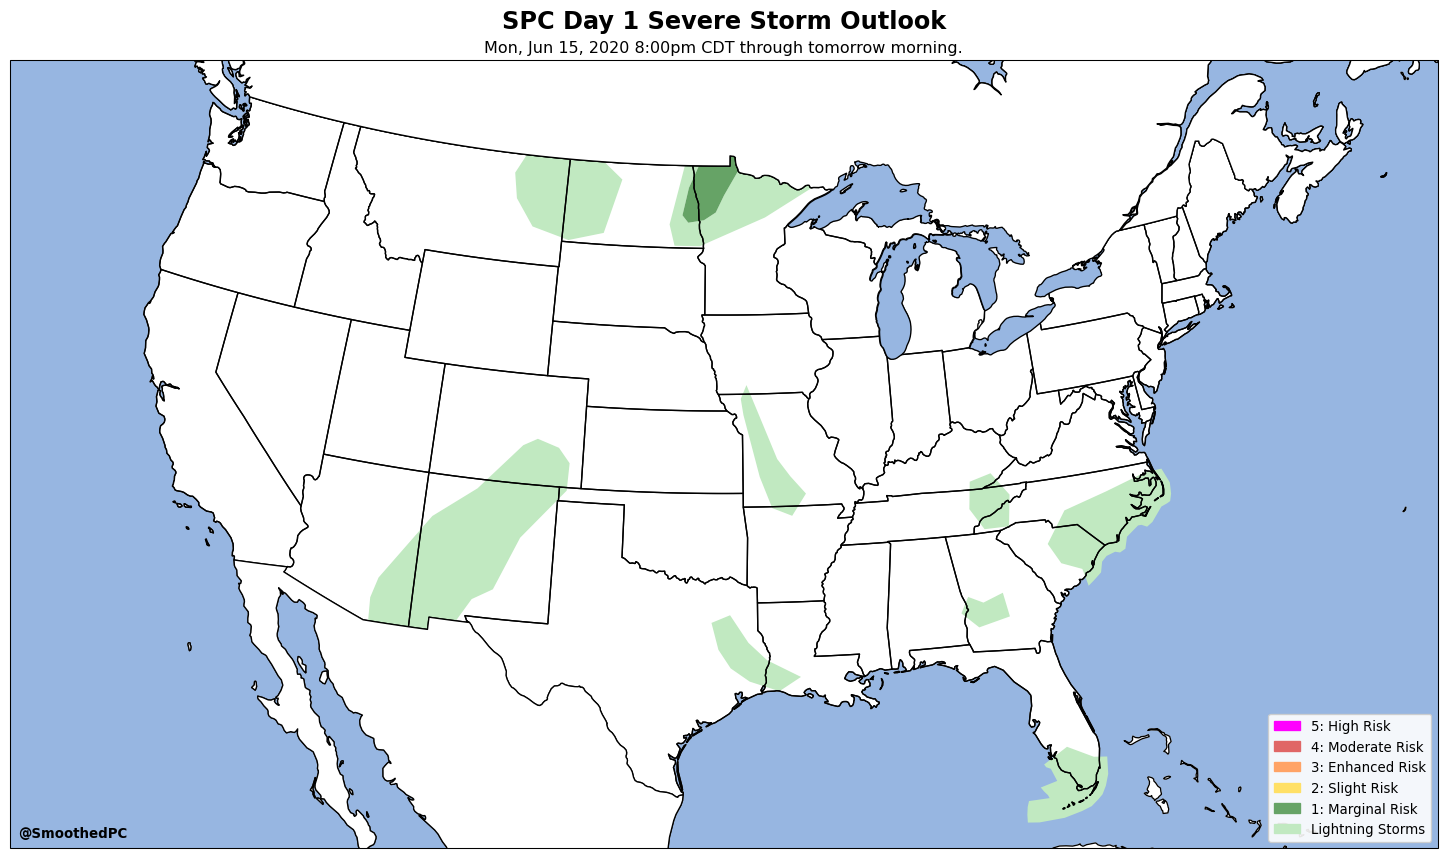 SPC Day 1 Severe Storm Outlook
Mon, Jun 15, 2020 8:00pm CDT through tomorrow morning.
5: High Risk
4: Moderate Risk
3: Enhanced Risk
2: Slight Risk
1: Marginal Risk
Lightning Storms
@SmoothedPC